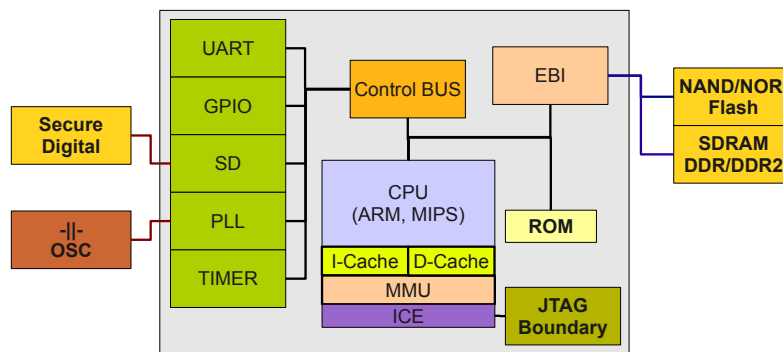 UART
GPIO
SD
PLL
TIMER
Secure
Digital
-||-
OSC
Control BUS
EBI
NAND/NOR
Flash
SDRAM
DDR/DDR2
CPU
(ARM, MIPS)
I-Cache
D-Cache
MMU
ICE
ROM
JTAG
Boundary